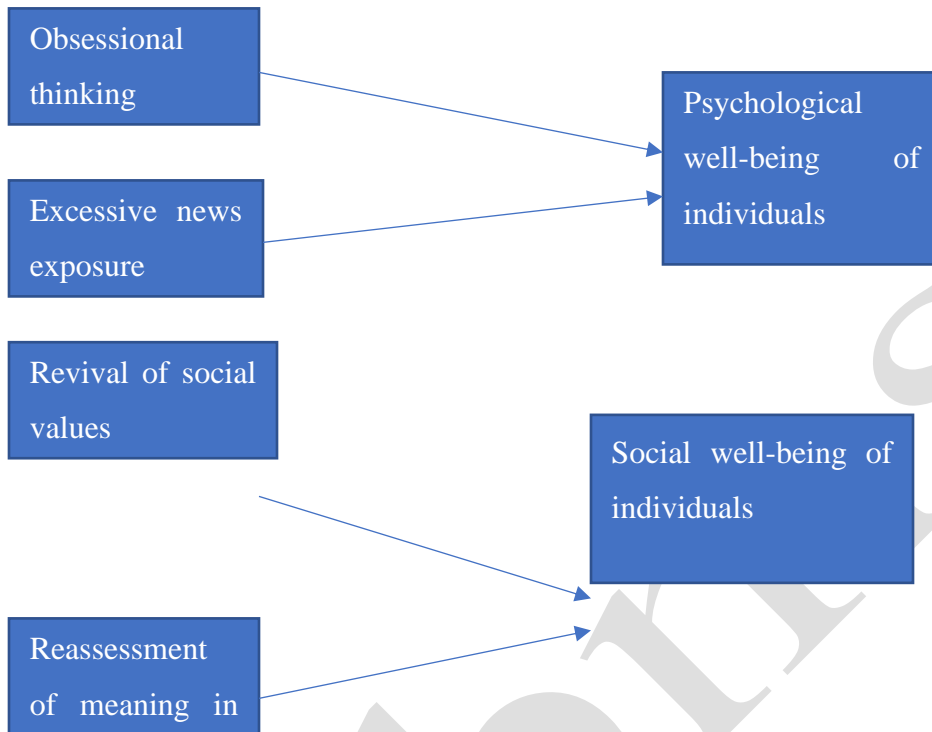 Obsessional
thinking
Psychological
well-being of
individuals
Excessive news
exposure
Revival of social
values
Social well-being of
individuals
Reassessment
of meaning in